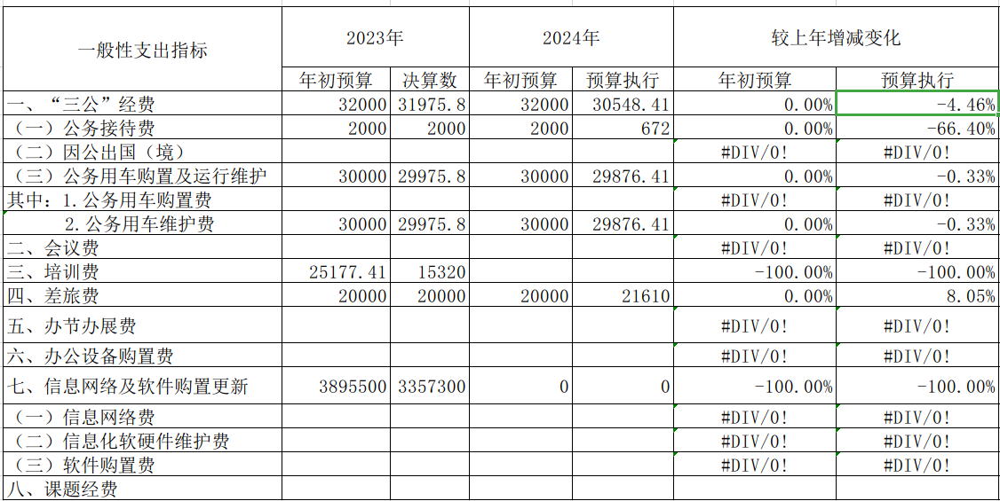 一般性支出指标 2023年 2024年 较上年增减变化
年初预算 决算数 年初预算 预算执行 年初预算 预算执行
一、“三公”经费 32000 31975.8 32000 30548.41 0.00% -4.46%
（一）公务接待费 2000 2000 2000 672 0.00% -66.40%
（二）因公出国（境） #DIV/0! #DIV/0!
（三）公务用车购置及运行维护 30000 29975.8 30000 29876.41 0.00% -0.33%
其中：1.公务用车购置费 #DIV/0! #DIV/0!
2.公务用车维护费 30000 29975.8 30000 29876.41 0.00% -0.33%
二、会议费 #DIV/0! #DIV/0!
三、培训费 25177.41 15320 -100.00% -100.00%
四、差旅费 20000 20000 20000 21610 0.00% 8.05%
五、办节办展费 #DIV/0! #DIV/0!
六、办公设备购置费 #DIV/0! #DIV/0!
七、信息网络及软件购置更新 3895500 3357300 0 0 -100.00% -100.00%
（一）信息网络费 #DIV/0! #DIV/0!
（二）信息化软硬件维护费 #DIV/0! #DIV/0!
（三）软件购置费 #DIV/0! #DIV/0!
八、课题经费